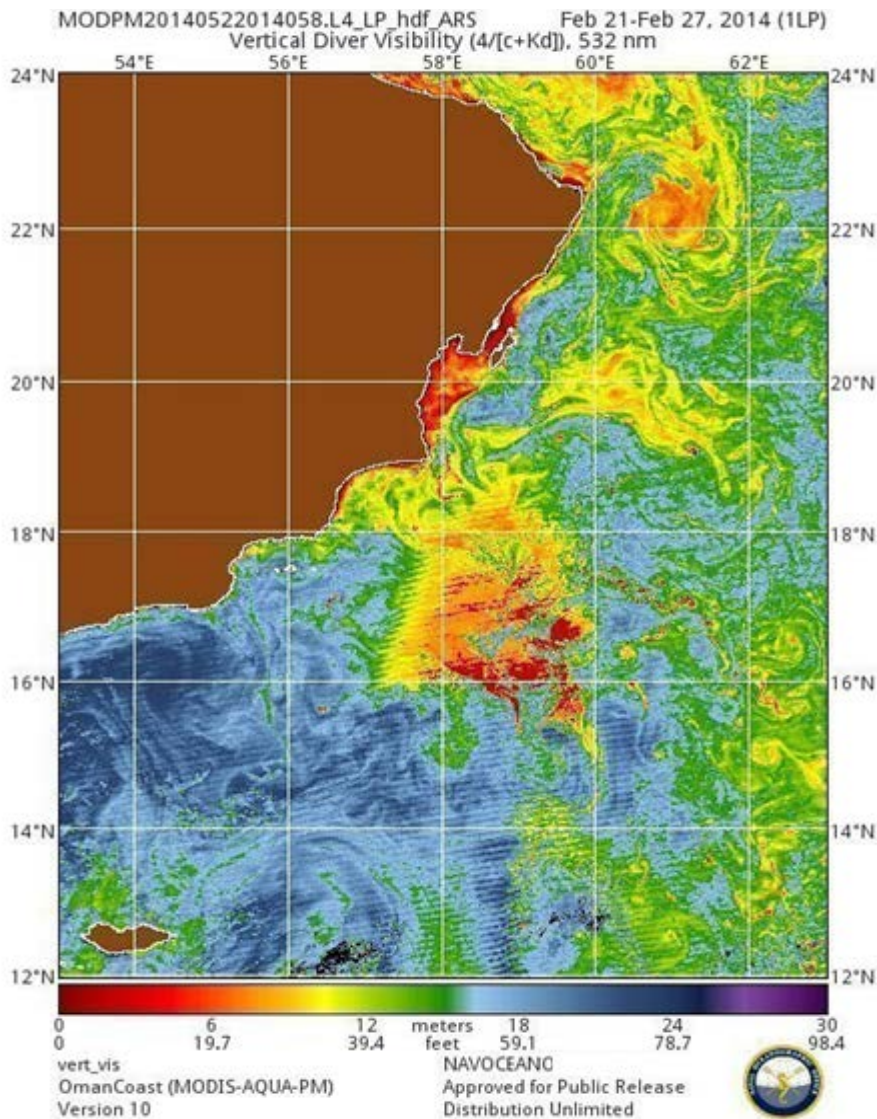 MODPM20140522014058.L4_LP_hdf_ARS Feb 21-Feb 27, 2014 (1LP)
Vertical Diver Visibility (4/[c+Kd]), 532 nm
54°E 56°E 58°E 60°E 62°E
24°N 24°N
22°N 22°N
20°N 20°N
18°N 18°N
16°N 16°N
14°N 14°N
12°N 12°N
0 6 12 meters 18 24 30
0 19.7 39.4 feet 59.1 78.7 98.4
vert_vis NAVOCEANO
OmanCoast (MODIS-AQUA-PM) Approved for Public Release
Version 10 Distribution Unlimited